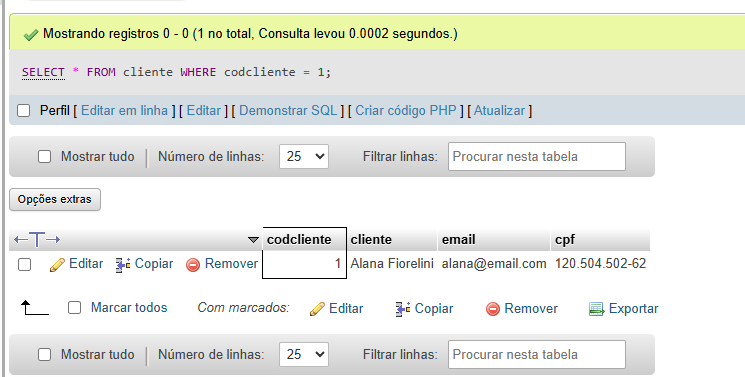 Mostrando registros 0 - 0 (1 no total, Consulta levou 0.0002 segundos.)
SELECT * FROM cliente WHERE codcliente = 1;
Perfil [ Editar em linha ] [ Editar ] [ Demonstrar SQL ] [ Criar código PHP ] [ Atualizar ]
Mostrar tudo | Número de linhas: 25 Filtrar linhas: Procurar nesta tabela
Opções extras
←T→ codcliente cliente email cpf
Editar Copiar Remover 1 Alana Fiorelini alana@email.com 120.504.502-62
Marcar todos Com marcados: Editar Copiar Remover Exportar
Mostrar tudo | Número de linhas: 25 Filtrar linhas: Procurar nesta tabela